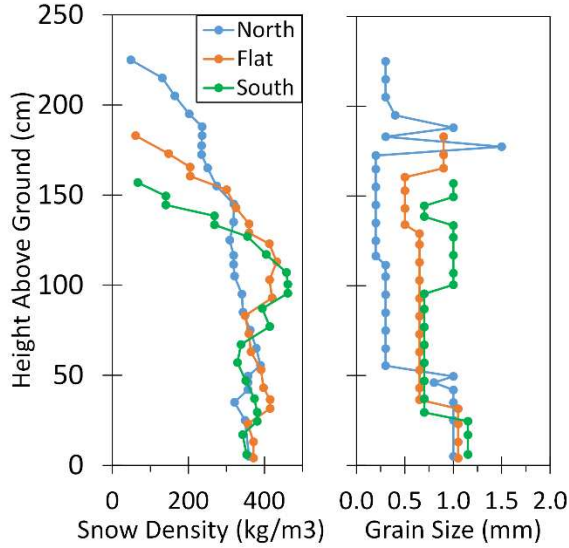 North
Flat
South
Height Above Ground (cm)
250
200
150
100
50
0
0 200 400
0.0 0.5 1.0 1.5 2.0
Snow Density (kg/m3) Grain Size (mm)